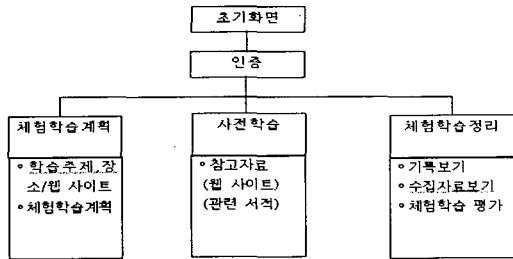 초기화면
인증
체험학습계획
∘ 학습주제,장
소/웹 사이트
∘ 체험학습계획
사전학습
∘ 참고자료
(웹 사이트)
(관련 서적)
체험학습정리
∘ 기록보기
∘ 수집자료보기
∘ 체험학습 평가